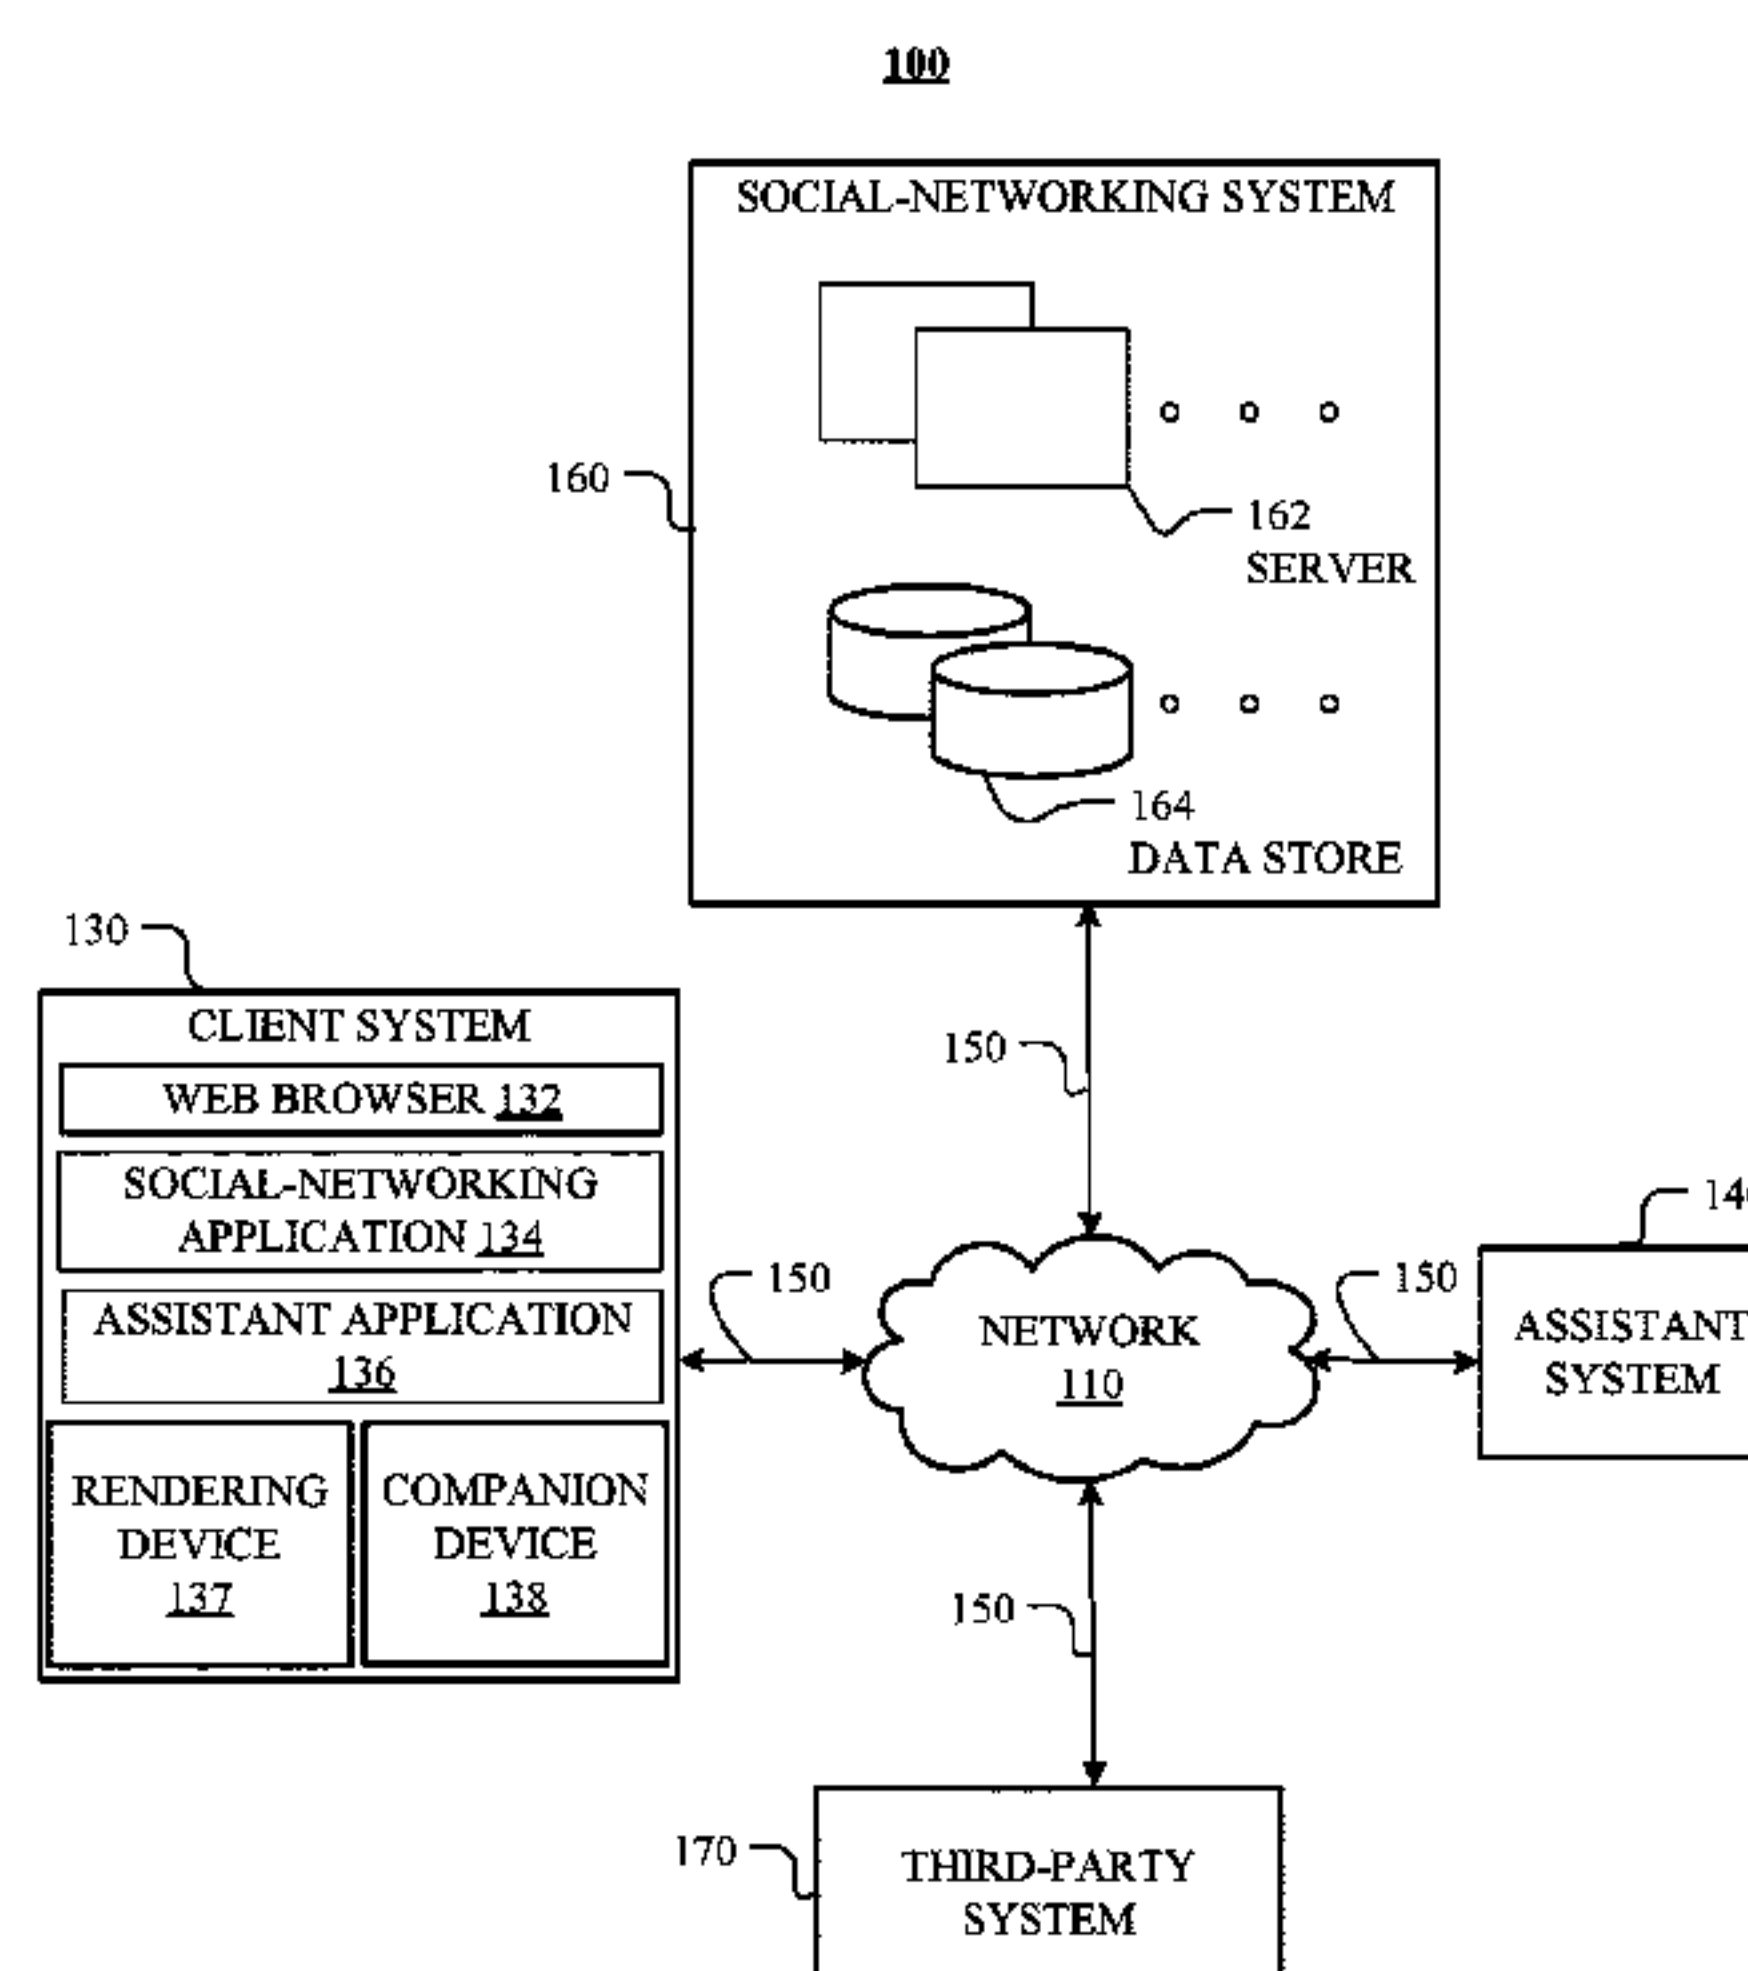 100
SOCIAL-NETWORKING SYSTEM
160
162
SERVER
164
DATA STORE
130
CLIENT SYSTEM
WEB BROWSER 132
SOCIAL-NETWORKING
APPLICATION 134
ASSISTANT APPLICATION
136
RENDERING
DEVICE
137
COMPANION
DEVICE
138
150
150
NETWORK
110
150
ASSISTANT
SYSTEM
150
170
THIRD-PARTY
SYSTEM